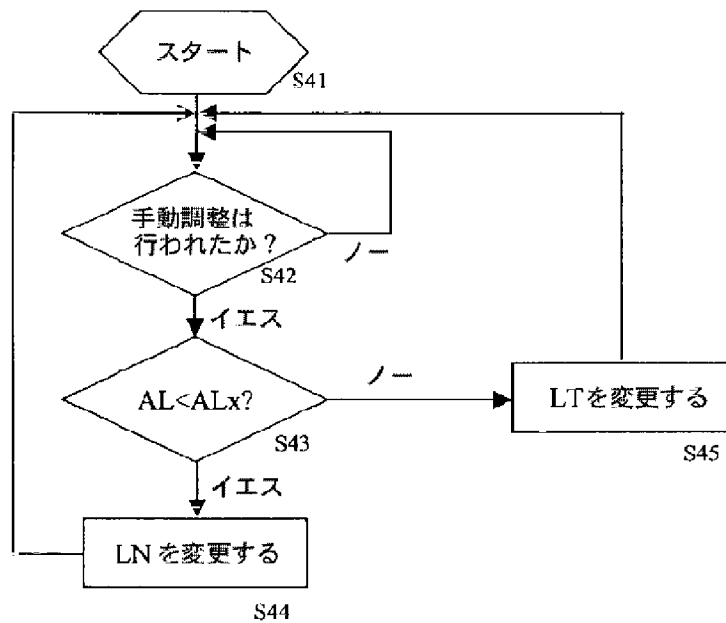 スタート
S41
手動調整は
行われたか？
S42
ノー
イエス
AL<ALx?
S43
ノー
LTを変更する
S45
イエス
LN を変更する
S44